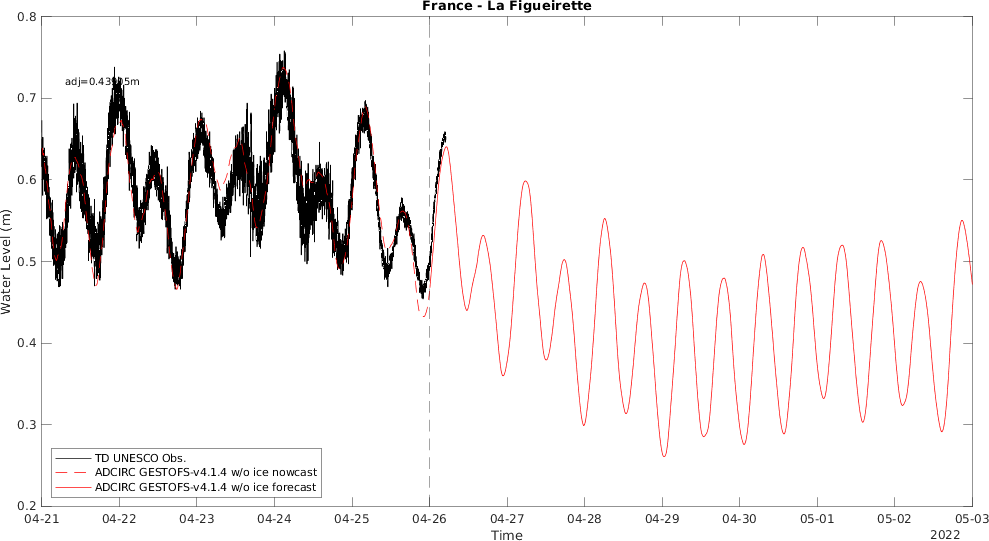 France - La Figueirette
0.8
0.7
0.6
0.5
0.4
0.3
0.2
Water Level (m)
TD UNESCO Obs.
ADCIRC GESTOFS-v4.1.4 w/o ice nowcast
ADCIRC GESTOFS-v4.1.4 w/o ice forecast
04-21 04-22 04-23 04-24 04-25 04-26 04-27 04-28 04-29 04-30 05-01 05-02 05-03
Time
2022